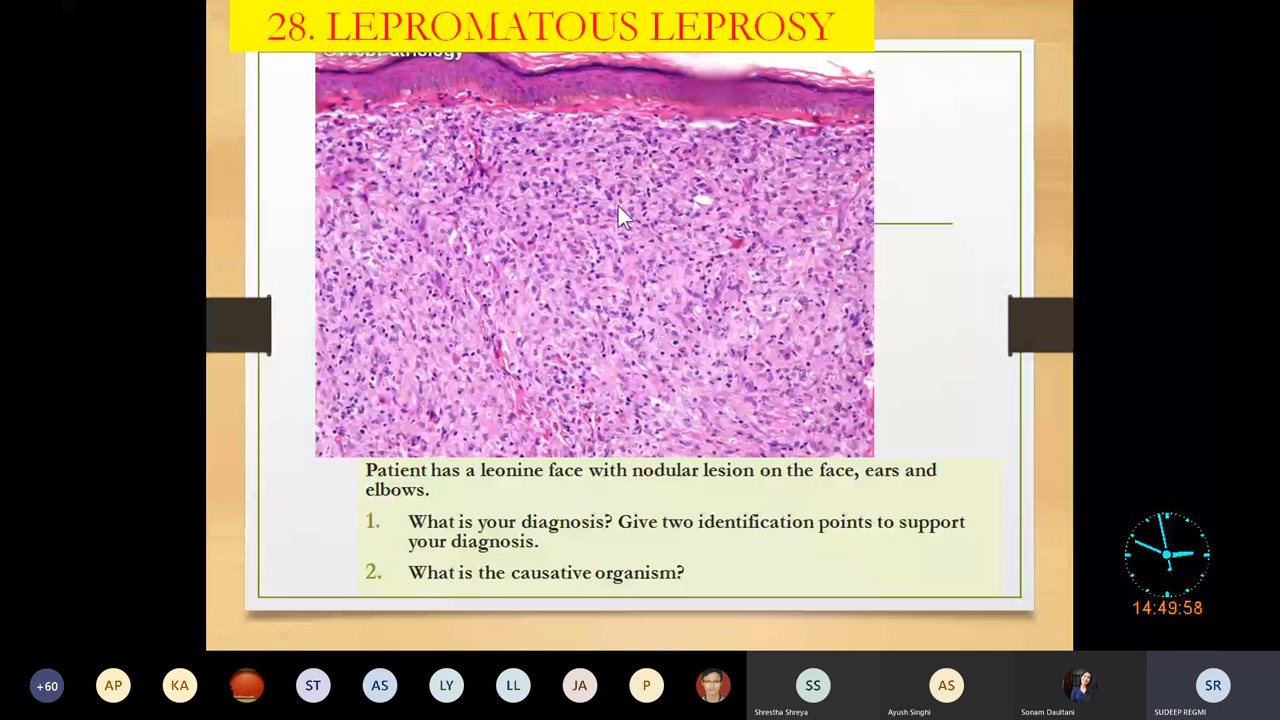 28. LEPROMATOUS LEPROSY
Patient has a leonine face with nodular lesion on the face, ears and
elbows.
1. What is your diagnosis? Give two identification points to support
your diagnosis.
2. What is the causative organism?
14:49:58
+60
AP
KA
ST
AS
LY
LL
JA
P
SS
AS
SR
Shrestha Shreya
Ayush Singhi
Sonam Daultani
SUDEEP REGMI